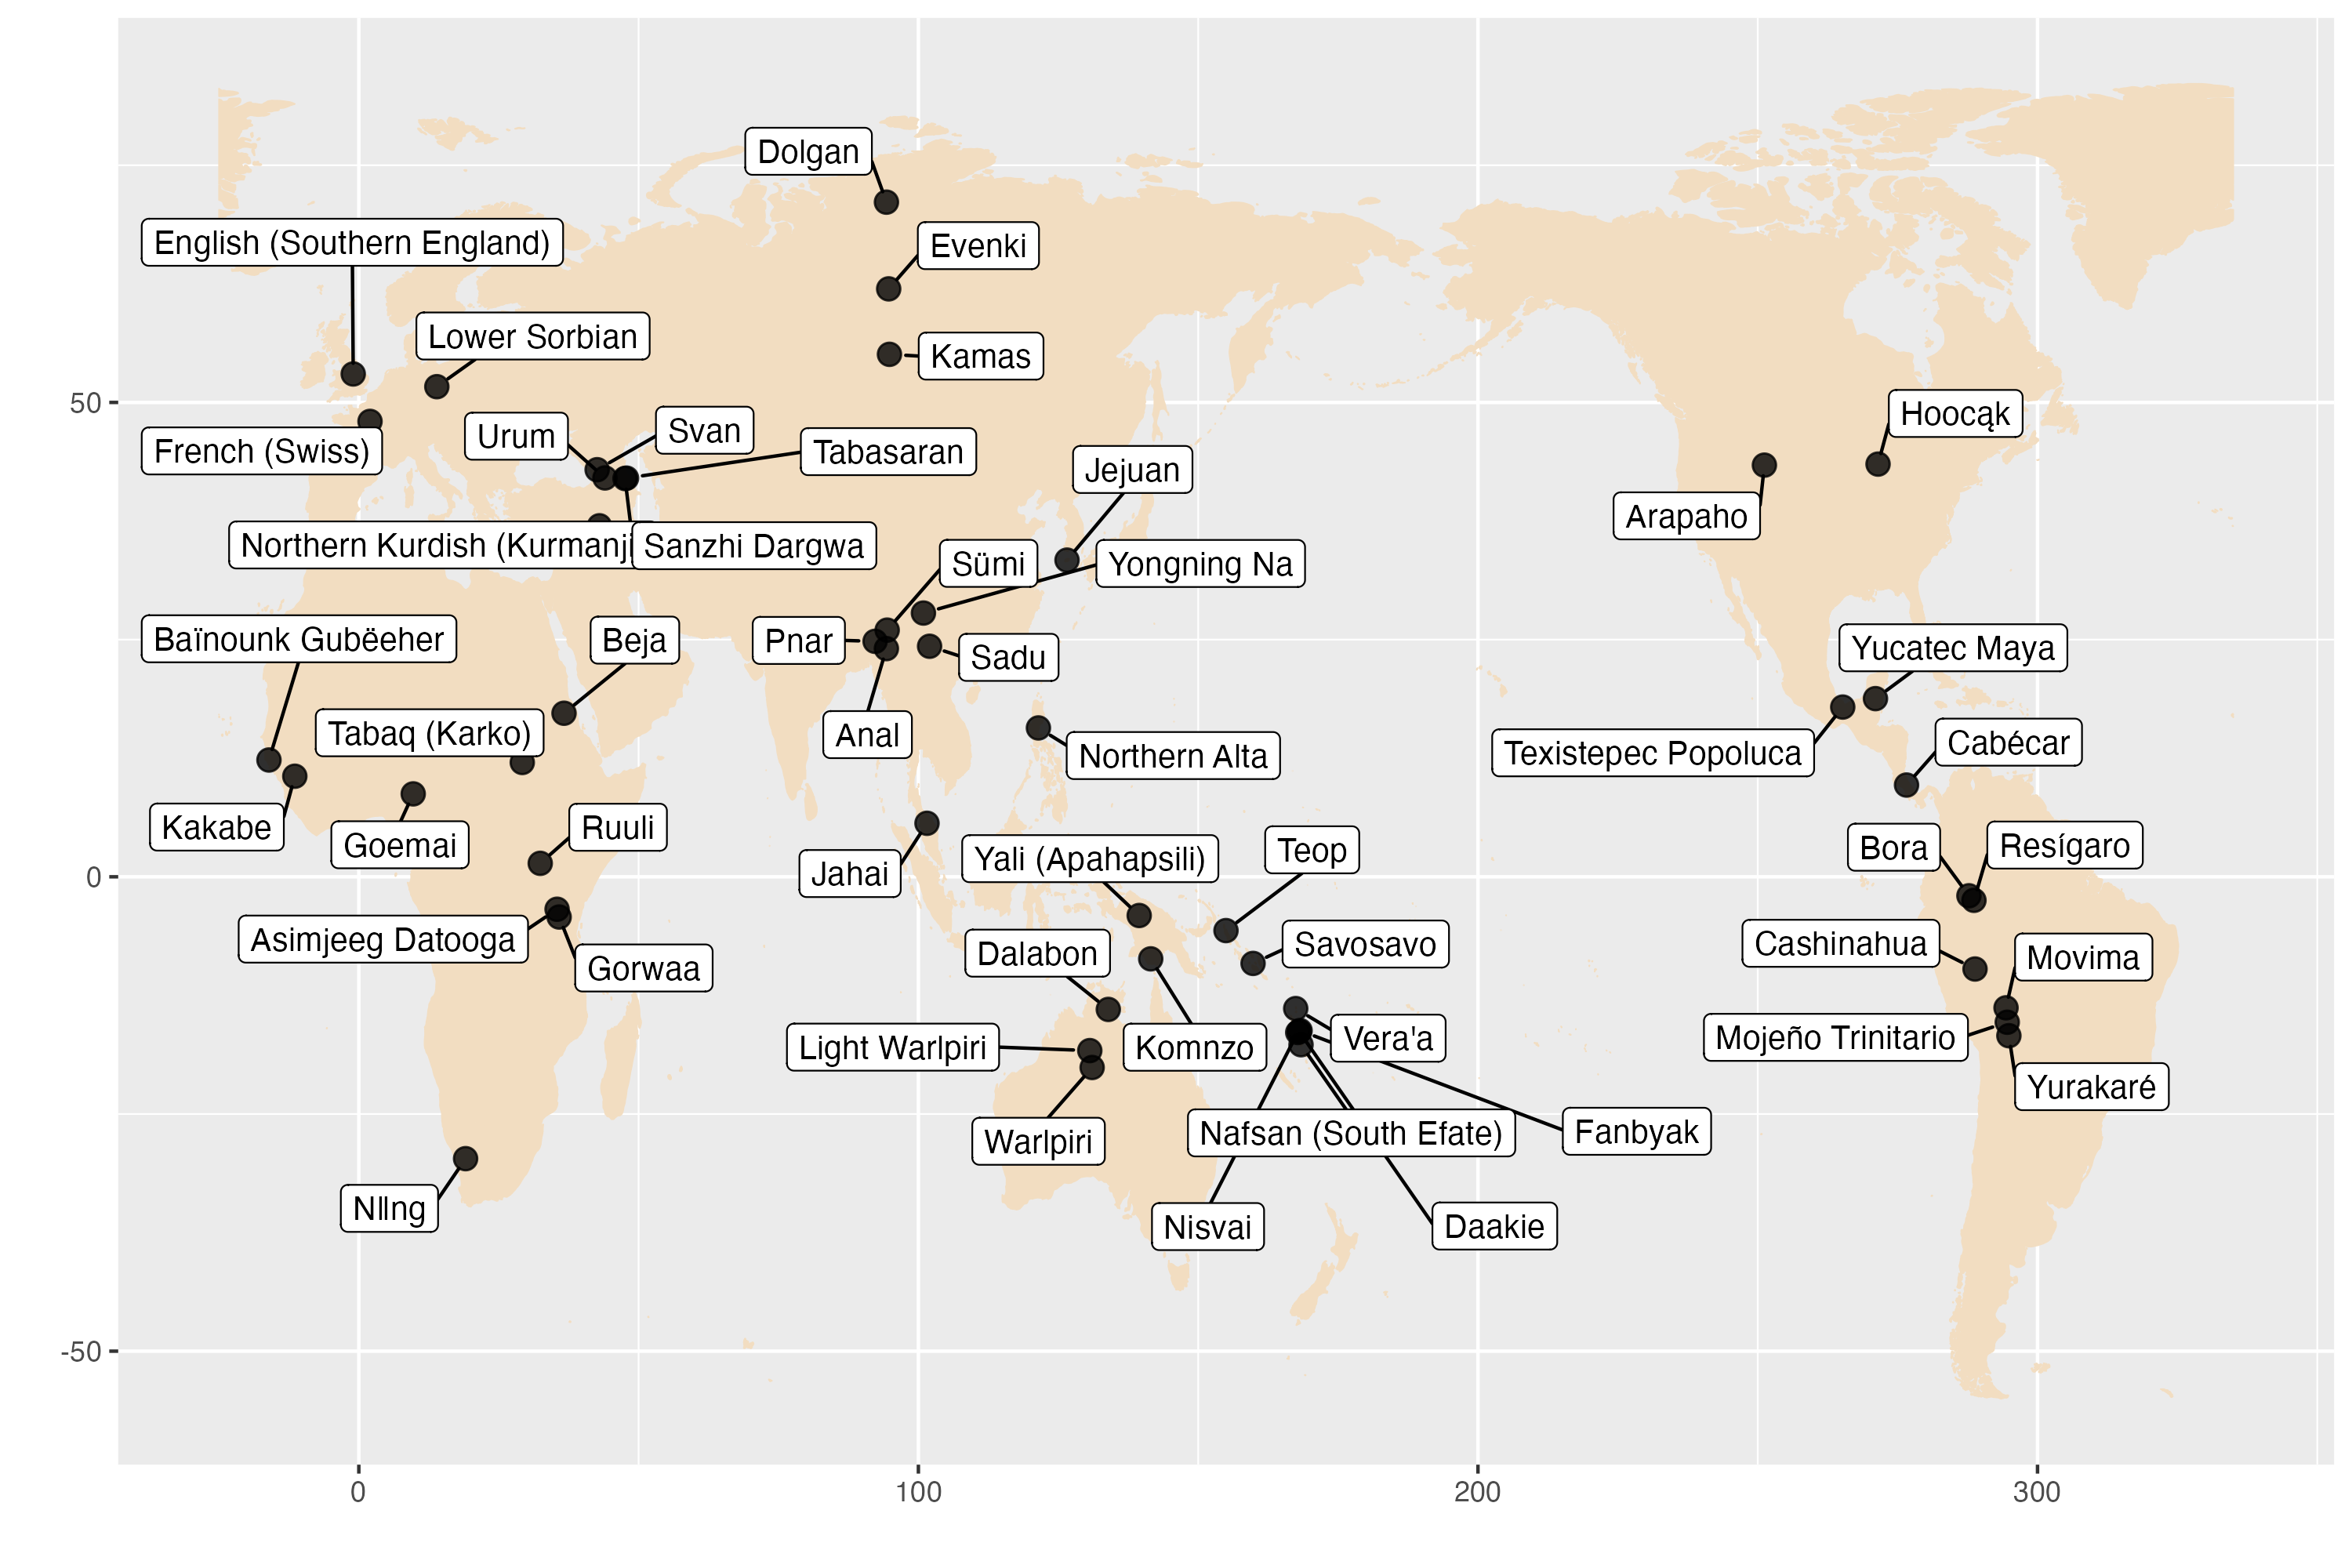 Dolgan
English (Southern England)
Evenki
Lower Sorbian
Kamas
50
Hoocąk
Svan
Urum
French (Swiss)
Tabasaran
Jejuan
Arapaho
Northern Kurdish (Kurmanji
Sanzhi Dargwa
Sümi
Yongning Na
Baïnounk Gubëeher
Beja
Pnar
Sadu
Yucatec Maya
Tabaq (Karko)
Anal
Northern Alta
Texistepec Popoluca
Cabécar
Kakabe
Goemai
Ruuli
Teop
Bora
Resígaro
Yali (Apahapsili)
Jahai
0
Asimjeeg Datooga
Gorwaa
Dalabon
Savosavo
Cashinahua
Movima
Light Warlpiri
Komnzo
Vera'a
Mojeño Trinitario
Yurakaré
Warlpiri
Nafsan (South Efate)
Fanbyak
Nǁng
Nisvai
Daakie
-50
0
100
200
300